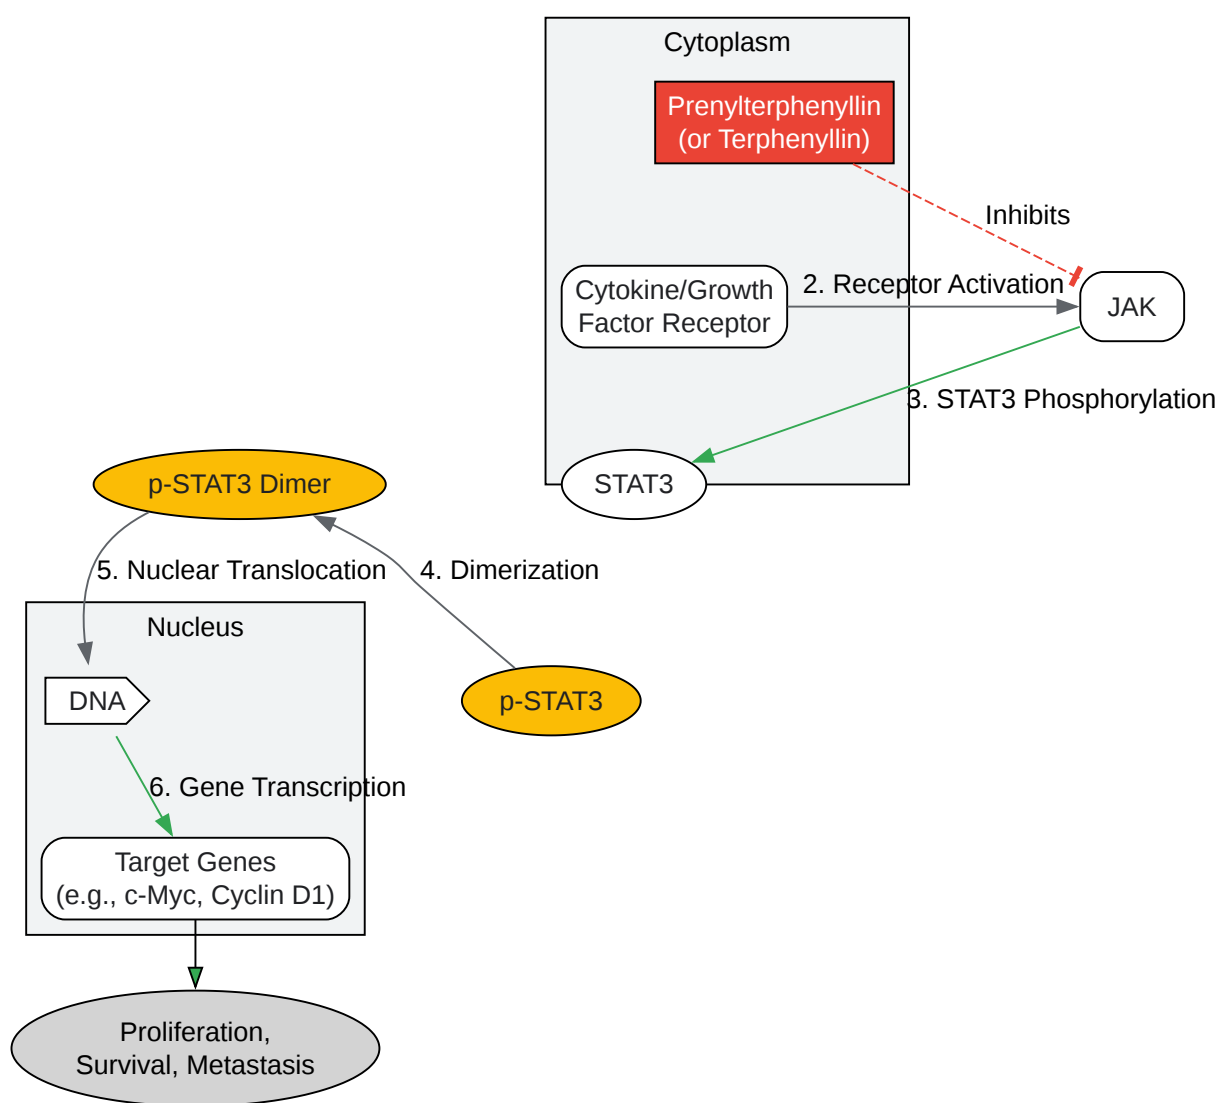 Cytoplasm
Prenylterphenyllin
(or Terphenyllin)
Inhibits
Cytokine/Growth
Factor Receptor
2. Receptor Activation
JAK
3. STAT3 Phosphorylation
STAT3
p-STAT3 Dimer
5. Nuclear Translocation
4. Dimerization
Nucleus
DNA
p-STAT3
6. Gene Transcription
Target Genes
(e.g., c-Myc, Cyclin D1)
Proliferation,
Survival, Metastasis